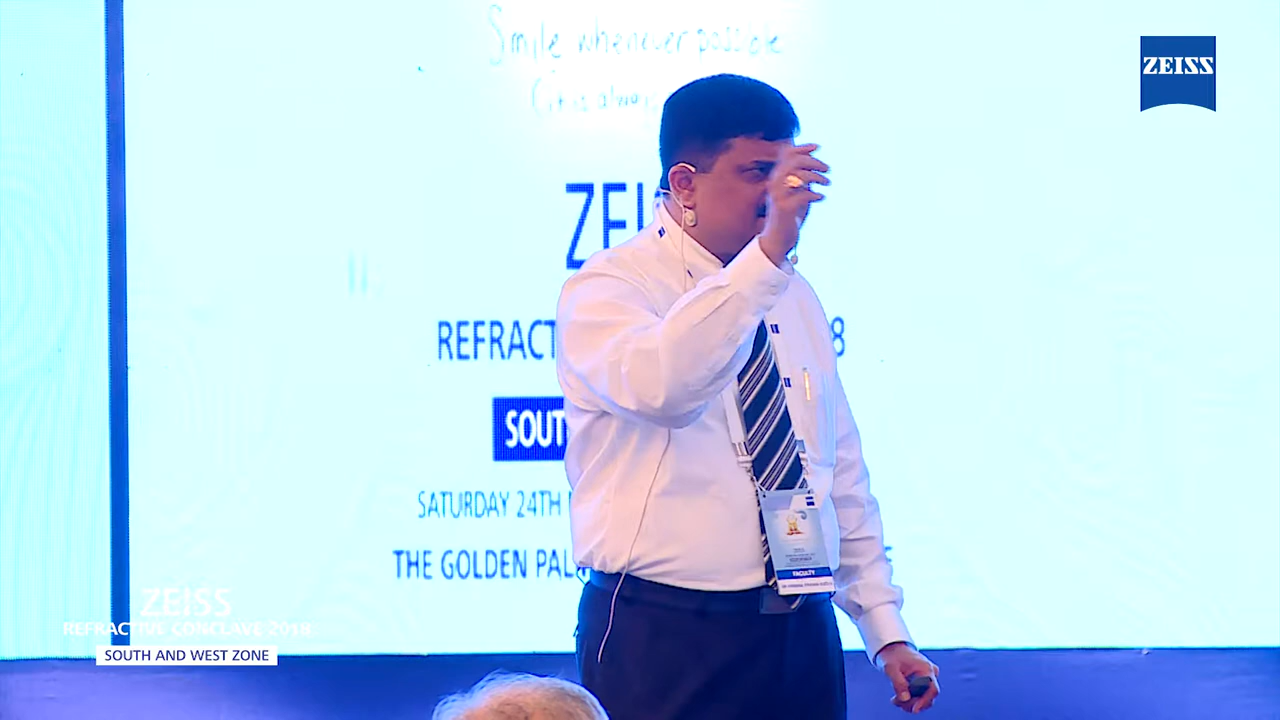 Smile whenever possible
ZEISS
ZEI
REFRACT 8
SOUT
SATURDAY 24TH
THE GOLDEN PALA E
FACULTY
ZEISS
REFRACTIVE CONCLAVE 2018
SOUTH AND WEST ZONE